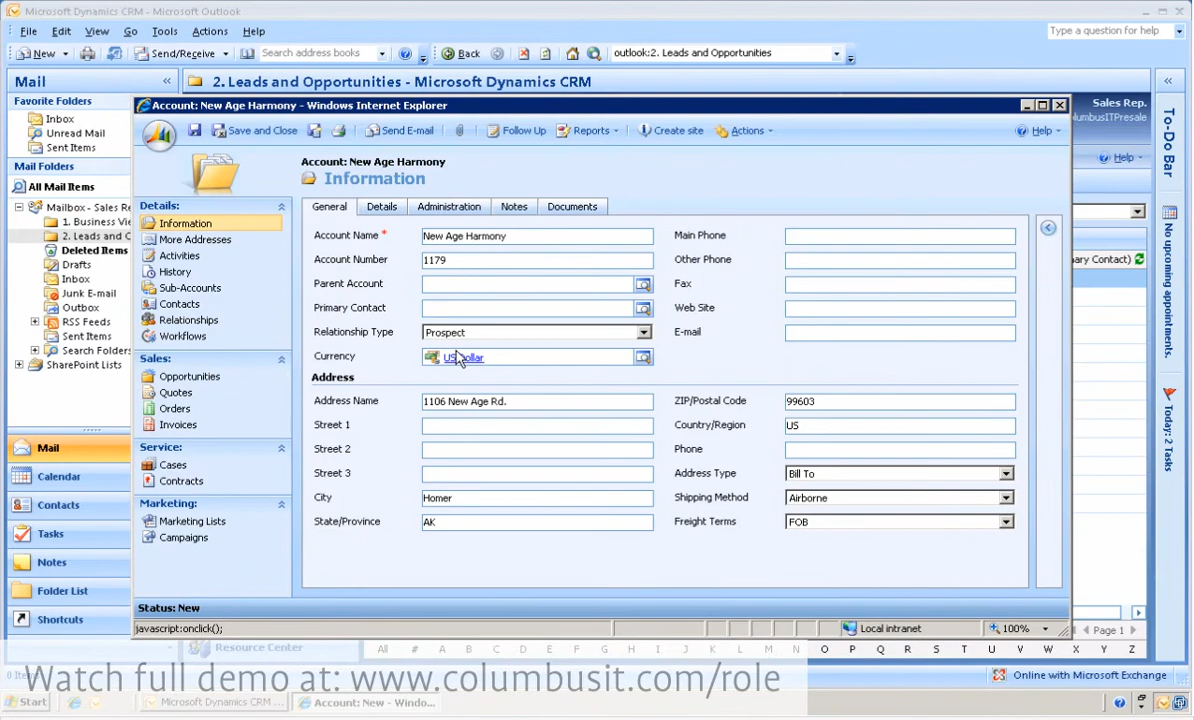 Microsoft Dynamics CRM - Microsoft Outlook
File Edit View Go Tools Actions Help
Type a question for help
New Send/Receive Search address books Back outlook:2. Leads and Opportunities
Mail «
2. Leads and Opportunities - Microsoft Dynamics CRM
Favorite Folders
Inbox
Unread Mail
Sent Items
Mail Folders
All Mail Items
Mailbox - Sales Re
1. Business Vie
2. Leads and C
Deleted Items
Drafts
Inbox
Junk E-mail
Outbox
RSS Feeds
Sent Items
Search Folders
SharePoint Lists
Mail
Calendar
Contacts
Tasks
Notes
Folder List
Shortcuts
Account: New Age Harmony - Windows Internet Explorer
Save and Close Send E-mail Follow Up Reports Create site Actions Help
Account: New Age Harmony
Information
Details:
Information
More Addresses
Activities
History
Sub-Accounts
Contacts
Relationships
Workflows
Sales:
Opportunities
Quotes
Orders
Invoices
Service:
Cases
Contracts
Marketing:
Marketing Lists
Campaigns
General Details Administration Notes Documents
Account Name * New Age Harmony Main Phone
Account Number 1179 Other Phone
Parent Account Fax
Primary Contact Web Site
Relationship Type Prospect E-mail
Currency US Dollar
Address
Address Name 1106 New Age Rd. ZIP/Postal Code 99603
Street 1 Country/Region US
Street 2 Phone
Street 3 Address Type Bill To
City Homer Shipping Method Airborne
State/Province AK Freight Terms FOB
Status: New
javascript:onclick(); Local intranet 100%
Sales Rep.
lumbusITPresale
Help
ary Contact)
Page 1
«
To-Do Bar
No upcoming appointments.
Today: 2 Tasks
Resource Center All # A B C D E F G H I J K L M N O P Q R S T U V W X Y Z
0 Items
Online with Microsoft Exchange
Watch full demo at: www.columbusit.com/role
Start Microsoft Dynamics CRM ... Account: New - Windo...